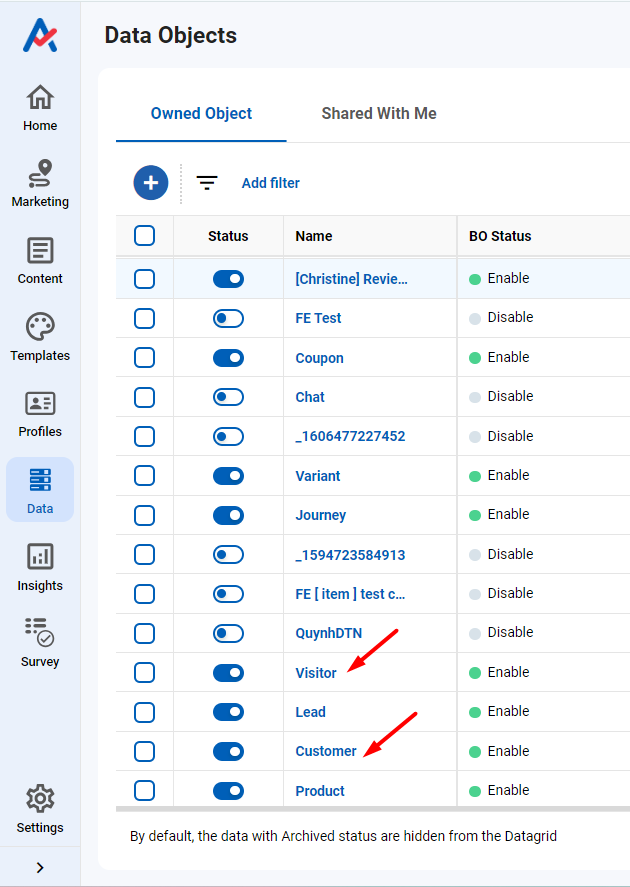 Data Objects
Home
Marketing
Content
Templates
Profiles
Data
Insights
Survey
Settings
Owned Object Shared With Me
Add filter
Status Name BO Status
[Christine] Revie... Enable
FE Test Disable
Coupon Enable
Chat Disable
_1606477227452 Disable
Variant Enable
Journey Enable
_1594723584913 Disable
FE [ item ] test c... Disable
QuynhDTN Disable
Visitor Enable
Lead Enable
Customer Enable
Product Enable
By default, the data with Archived status are hidden from the Datagrid